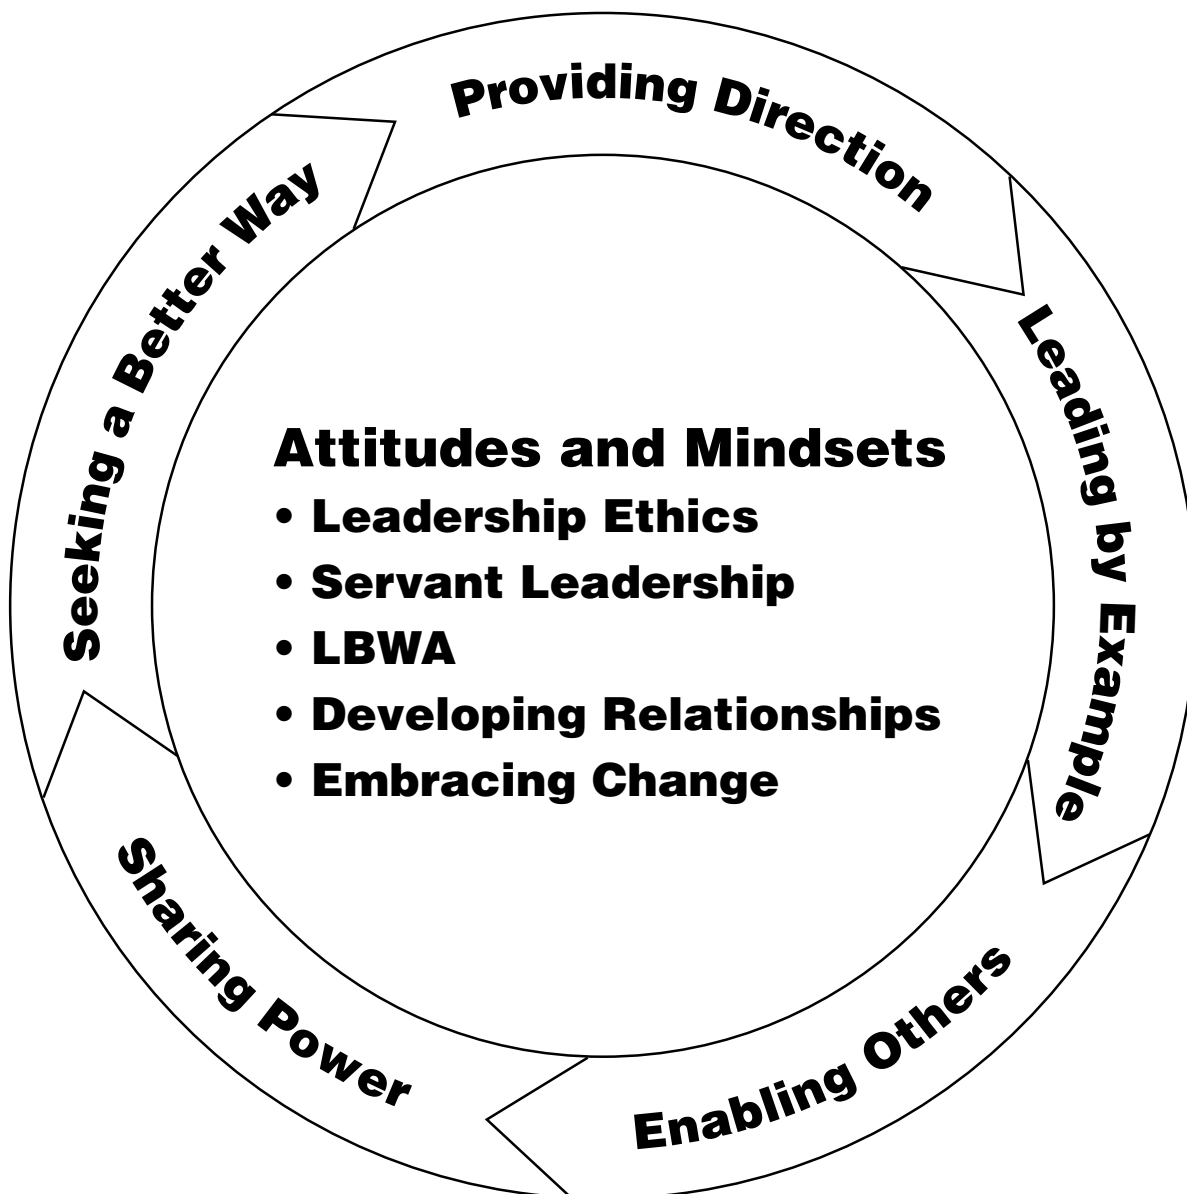 Providing Direction
Leading by Example
Enabling Others
Sharing Power
Seeking a Better Way
Attitudes and Mindsets
• Leadership Ethics
• Servant Leadership
• LBWA
• Developing Relationships
• Embracing Change